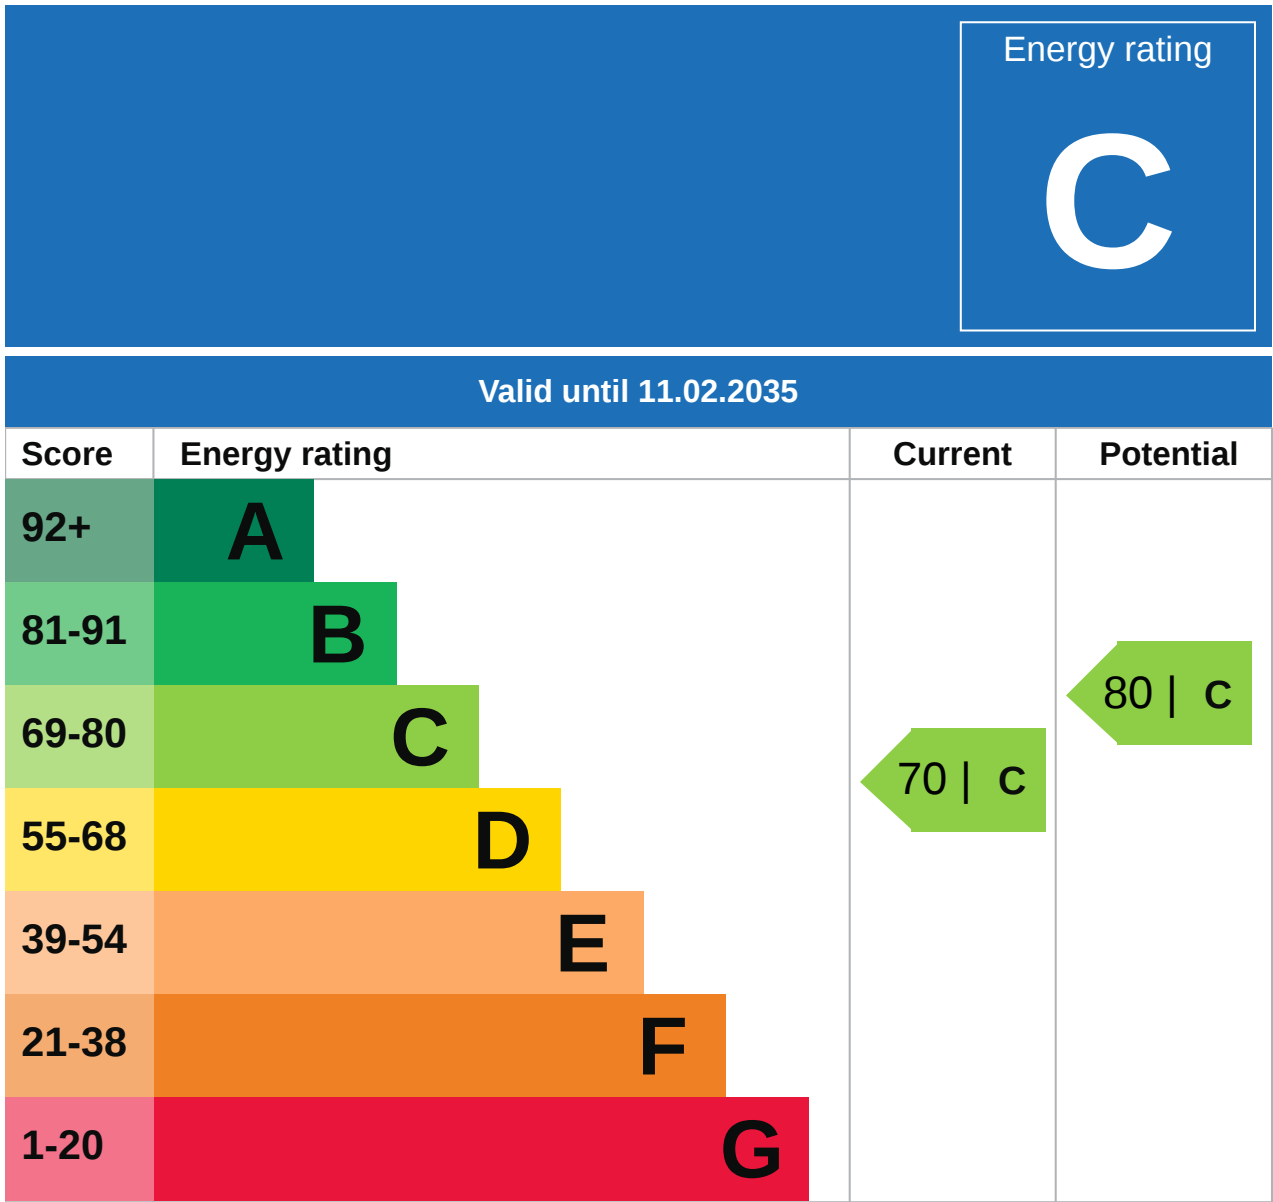 Energy rating
C
Valid until 11.02.2035
Score Energy rating Current Potential
92+ A
81-91 B
80 | C
69-80 C
70 | C
55-68 D
39-54 E
21-38 F
1-20 G